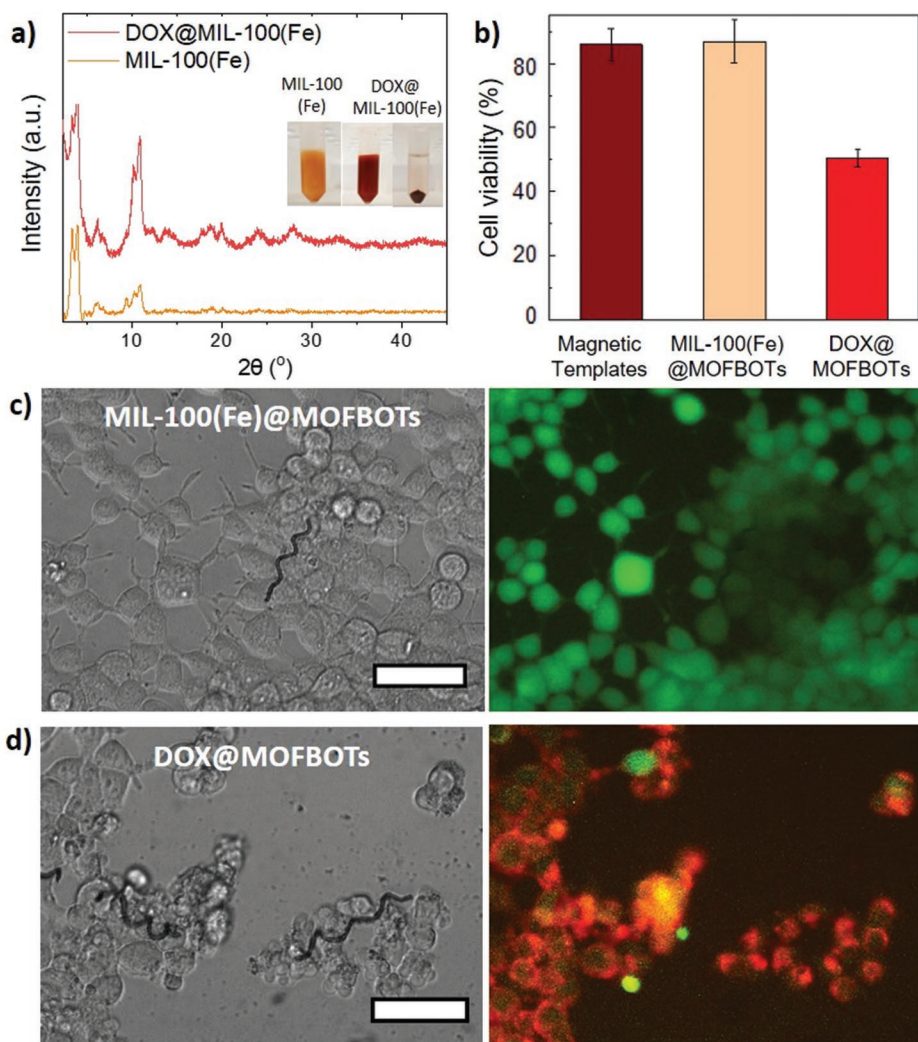 a)
DOX@MIL-100(Fe)
MIL-100(Fe)
MIL-100
(Fe)
DOX@
MIL-100(Fe)
Intensity (a.u.)
10
20
30
40
2θ (°)
b)
80
60
40
20
0
Cell viability (%)
Magnetic
Templates
MIL-100(Fe)
@MOFBOTs
DOX@
MOFBOTs
c)
MIL-100(Fe)@MOFBOTs
d)
DOX@MOFBOTs